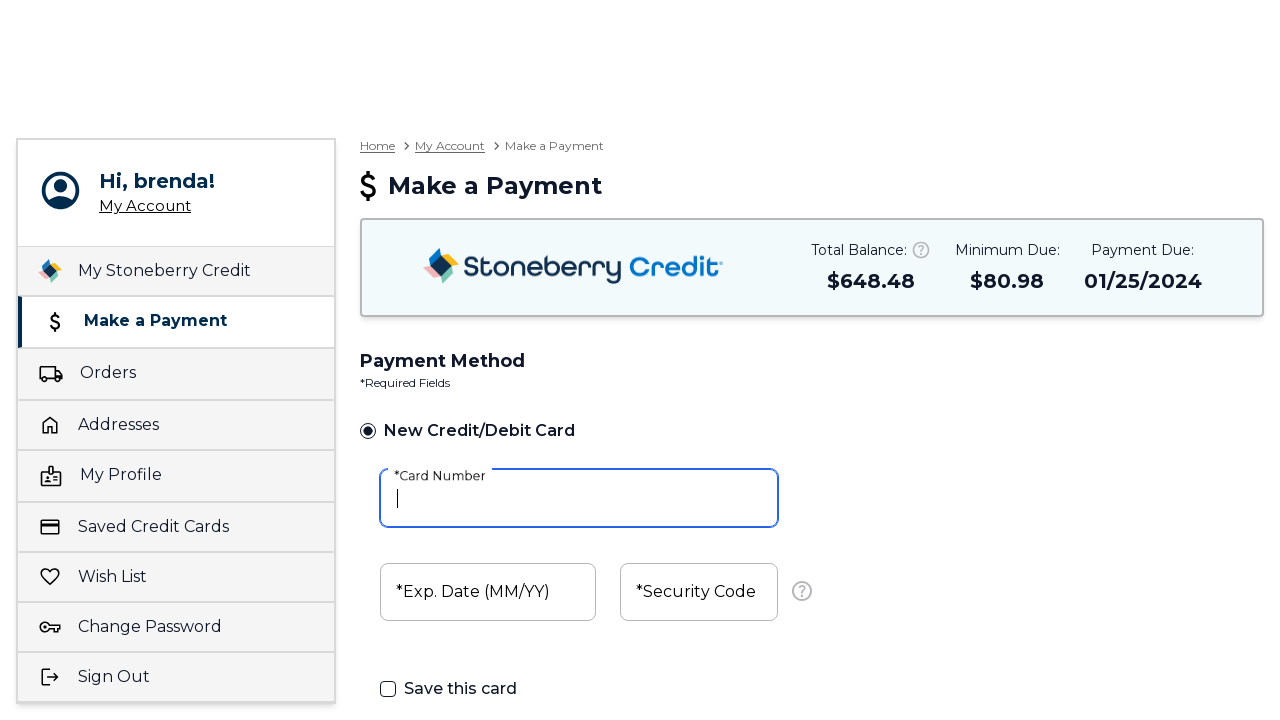 Home > My Account > Make a Payment
Hi, brenda!
My Account
My Stoneberry Credit
Make a Payment
Orders
Addresses
My Profile
Saved Credit Cards
Wish List
Change Password
Sign Out
$ Make a Payment
Stoneberry Credit
Total Balance: ?
$648.48
Minimum Due:
$80.98
Payment Due:
01/25/2024
Payment Method
*Required Fields
New Credit/Debit Card
*Card Number
*Exp. Date (MM/YY)
*Security Code ?
Save this card